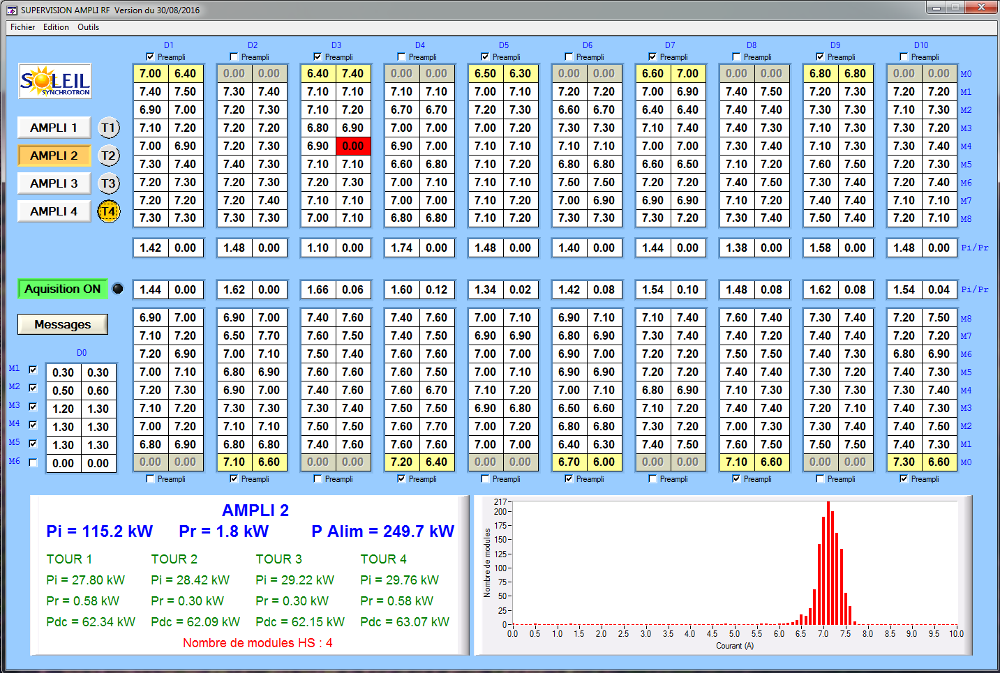 SUPERVISION AMPLI RF Version du 30/08/2016
Fichier Edition Outils
D1 D2 D3 D4 D5 D6 D7 D8 D9 D10
Preampli Preampli Preampli Preampli Preampli Preampli Preampli Preampli Preampli Preampli
SOLEIL
SYNCHROTRON
7.00 6.40 0.00 0.00 6.40 7.40 0.00 0.00 6.50 6.30 0.00 0.00 6.60 7.00 0.00 0.00 6.80 6.80 0.00 0.00 M0
7.40 7.50 7.30 7.40 7.10 7.10 7.10 7.10 7.00 7.10 7.20 7.20 7.00 6.90 7.40 7.50 7.20 7.30 7.20 7.20 M1
6.90 7.00 7.20 7.30 7.10 7.20 6.70 6.70 7.20 7.30 6.60 6.70 6.40 6.40 7.40 7.40 7.30 7.30 7.10 7.30 M2
AMPLI 1 T1 7.10 7.20 7.20 7.20 6.80 6.90 7.00 7.00 7.00 7.20 7.30 7.30 7.10 7.40 7.40 7.30 7.10 7.30 7.30 7.20 M3
AMPLI 2 T2 7.00 6.90 7.20 7.30 6.90 0.00 6.90 7.00 7.10 7.10 7.10 7.10 7.00 7.00 7.30 7.40 7.10 7.30 7.30 7.40 M4
7.30 7.40 7.40 7.30 7.10 7.10 6.60 6.80 7.10 7.20 6.80 6.80 6.60 6.50 7.10 7.20 7.60 7.50 7.20 7.30 M5
AMPLI 3 T3 7.20 7.30 7.20 7.30 7.20 7.30 7.00 7.10 7.10 7.10 7.50 7.50 7.20 7.20 7.40 7.50 7.30 7.30 7.20 7.40 M6
7.20 7.20 7.20 7.40 7.10 7.10 7.00 7.00 7.10 7.20 7.00 6.90 6.90 6.90 7.10 7.20 7.40 7.40 7.10 7.10 M7
AMPLI 4 T4 7.30 7.30 7.30 7.30 7.00 7.10 6.80 6.80 7.10 7.20 7.30 7.30 7.30 7.20 7.30 7.40 7.50 7.40 7.20 7.10 M8
1.42 0.00 1.48 0.00 1.10 0.00 1.74 0.00 1.48 0.00 1.40 0.00 1.44 0.00 1.38 0.00 1.58 0.00 1.48 0.00 Pi/Pr
Aquisition ON 1.44 0.00 1.62 0.00 1.66 0.06 1.60 0.12 1.34 0.02 1.42 0.08 1.54 0.10 1.48 0.08 1.62 0.08 1.54 0.04 Pi/Pr
Messages
6.90 7.00 6.90 7.00 7.40 7.60 7.40 7.40 7.00 7.10 6.90 7.10 7.10 7.40 7.60 7.40 7.30 7.40 7.20 7.50 M8
7.10 7.20 6.50 7.70 7.60 7.50 7.40 7.50 6.90 6.90 6.80 6.90 7.30 7.40 7.40 7.20 7.40 7.40 7.20 7.20 M7
D0
7.20 6.90 7.00 7.10 7.50 7.40 7.60 7.60 7.00 7.00 6.90 7.00 7.20 7.20 7.50 7.50 7.40 7.30 6.80 6.90 M6
M1 0.30 0.30 7.00 7.10 6.80 6.90 7.60 7.60 7.60 7.50 7.00 7.10 6.90 6.90 7.20 7.20 7.40 7.40 7.30 7.20 7.40 7.30 M5
M2 0.50 0.60 7.20 7.30 6.90 7.00 7.40 7.60 7.60 6.70 7.10 7.20 7.00 7.10 6.80 6.90 7.10 7.30 7.30 7.30 7.30 7.40 M4
M3 1.20 1.30 7.10 7.20 7.30 7.30 7.30 7.40 7.50 7.50 6.90 6.80 6.50 6.60 7.10 7.20 7.40 7.40 7.20 7.10 7.40 7.30 M3
M4 1.30 1.30 7.00 7.20 7.10 7.10 7.50 7.50 7.60 7.70 7.00 7.20 6.80 6.80 7.30 7.20 7.00 7.30 7.30 7.40 7.40 7.50 M2
M5 1.30 1.30 6.80 6.90 6.80 6.80 7.40 7.60 7.60 7.60 7.00 7.00 6.40 6.30 7.40 7.50 7.60 7.50 7.50 7.50 7.40 7.30 M1
M6 0.00 0.00 0.00 0.00 7.10 6.60 0.00 0.00 7.20 6.40 0.00 0.00 6.70 6.00 0.00 0.00 7.10 6.60 0.00 0.00 7.30 6.60 M0
Preampli Preampli Preampli Preampli Preampli Preampli Preampli Preampli Preampli Preampli
AMPLI 2
Pi = 115.2 kW Pr = 1.8 kW P Alim = 249.7 kW
TOUR 1 TOUR 2 TOUR 3 TOUR 4
Pi = 27.80 kW Pi = 28.42 kW Pi = 29.22 kW Pi = 29.76 kW
Pr = 0.58 kW Pr = 0.30 kW Pr = 0.30 kW Pr = 0.58 kW
Pdc = 62.34 kW Pdc = 62.09 kW Pdc = 62.15 kW Pdc = 63.07 kW
Nombre de modules HS : 4
Nombre de modules
217
200
175
150
125
100
75
50
25
0
0.0 0.5 1.0 1.5 2.0 2.5 3.0 3.5 4.0 4.5 5.0 5.5 6.0 6.5 7.0 7.5 8.0 8.5 9.0 9.5 10.0
Courant (A)